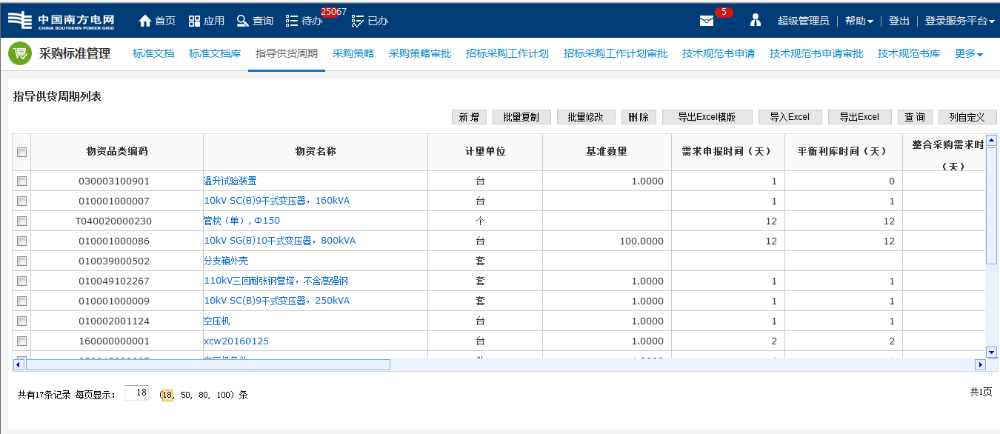 中国南方电网 CHINA SOUTHERN POWER GRID 首页 应用 查询 待办 25067 已办 5 超级管理员 帮助 登出 登录服务平台
采购标准管理 标准文档 标准文档库 指导供货周期 采购策略 采购策略审批 招标采购工作计划 招标采购工作计划审批 技术规范书申请 技术规范书申请审批 技术规范书库 更多
指导供货周期列表
新 增 批量复制 批量修改 删 除 导出Excel模版 导入Excel 导出Excel 查 询 列自定义
物资品类编码 物资名称 计量单位 基准数量 需求申报时间（天） 平衡利库时间（天） 整合采购需求时
（天）
030003100901 温升试验装置 台 1.0000 1 0
010001000007 10kV SC(B)9干式变压器，160kVA 台 1 1
T040020000230 管枕（单）, Φ150 个 12 12
010001000086 10kV SG(B)10干式变压器，800kVA 台 100.0000 12 12
010039000502 分支箱外壳 套
010049102267 110kV三回耐张钢管塔，不含高强钢 套 1.0000 1 1
010001000009 10kV SC(B)9干式变压器，250kVA 套 1.0000 1 1
010002001124 空压机 台 1.0000 1 1
160000000001 xcw20160125 台 1.0000 2 2
共有17条记录 每页显示： 18 （18, 50, 80, 100）条 共1页